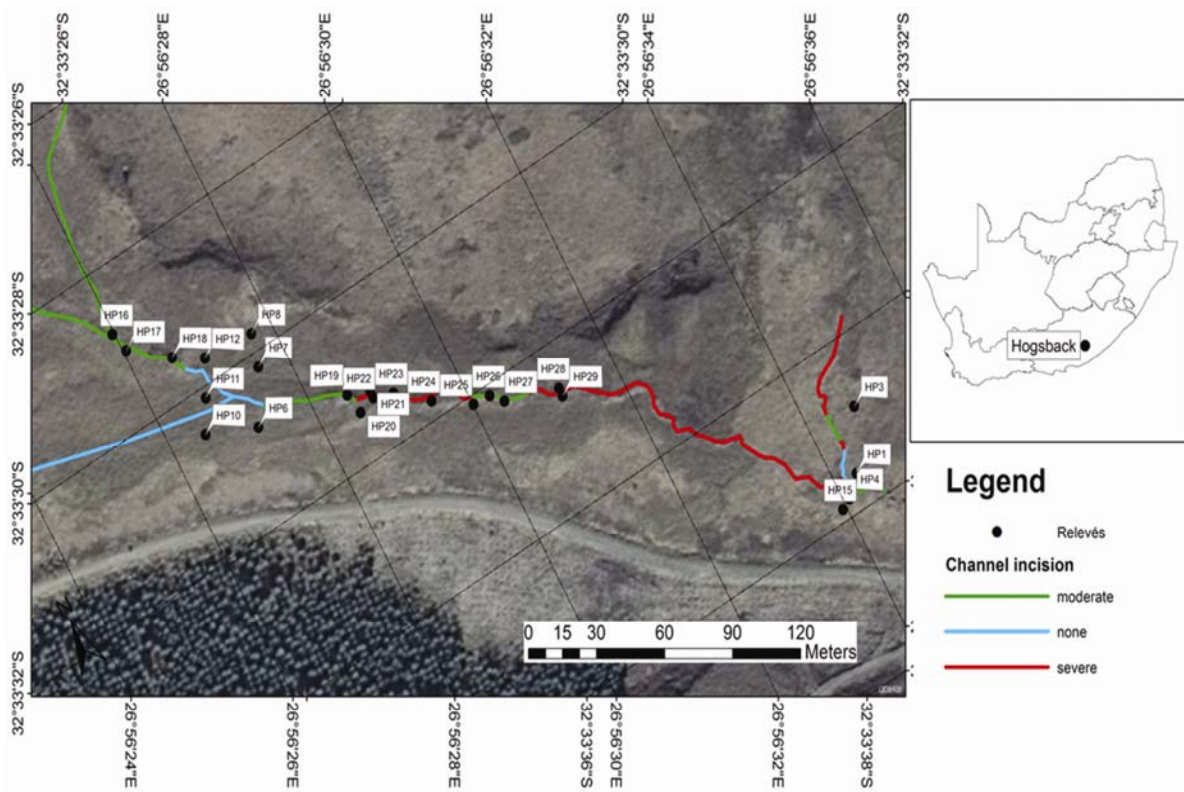 32°33'26"S
26°56'28"E
26°56'30"E
26°56'32"E
32°33'30"S
26°56'34"E
26°56'36"E
32°33'32"S
32°33'26"S
32°33'28"S
32°33'30"S
32°33'32"S
HP16
HP17
HP18
HP12
HP8
HP7
HP11
HP10
HP6
HP19
HP22
HP23
HP21
HP20
HP24
HP25
HP26
HP27
HP28
HP29
HP3
HP1
HP4
HP15
0 15 30 60 90 120
Meters
26°56'24"E
26°56'26"E
26°56'28"E
32°33'36"S
26°56'30"E
26°56'32"E
32°33'38"S
Hogsback
Legend
Relevés
Channel incision
moderate
none
severe